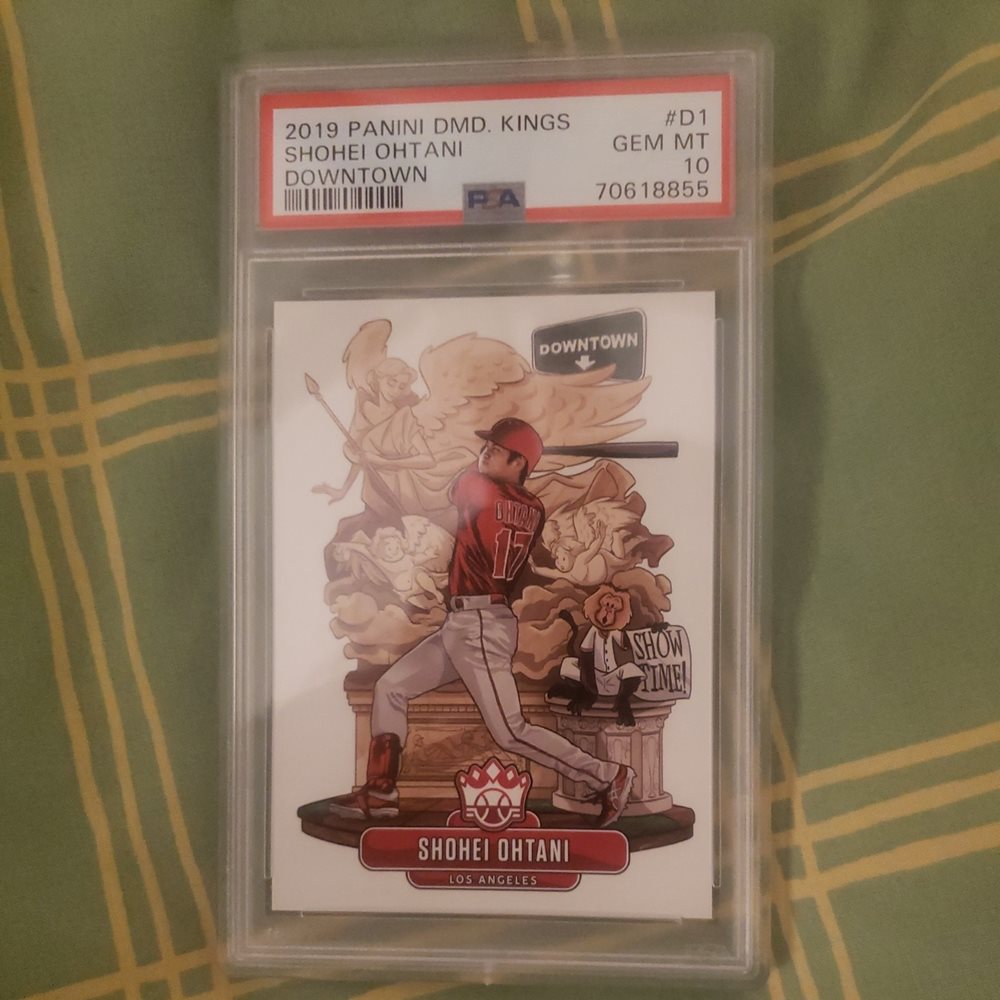 2019 PANINI DMD. KINGS #D1
SHOHEI OHTANI GEM MT
DOWNTOWN 10
PSA 70618855
DOWNTOWN
OHTANI
17
SHOW
TIME!
SHOHEI OHTANI
LOS ANGELES